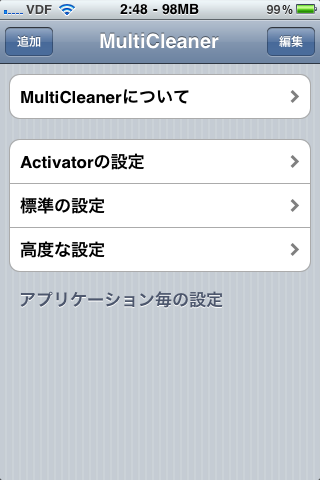 VDF 2:48 - 98MB 99%
追加 MultiCleaner 編集
MultiCleanerについて
Activatorの設定
標準の設定
高度な設定
アプリケーション毎の設定